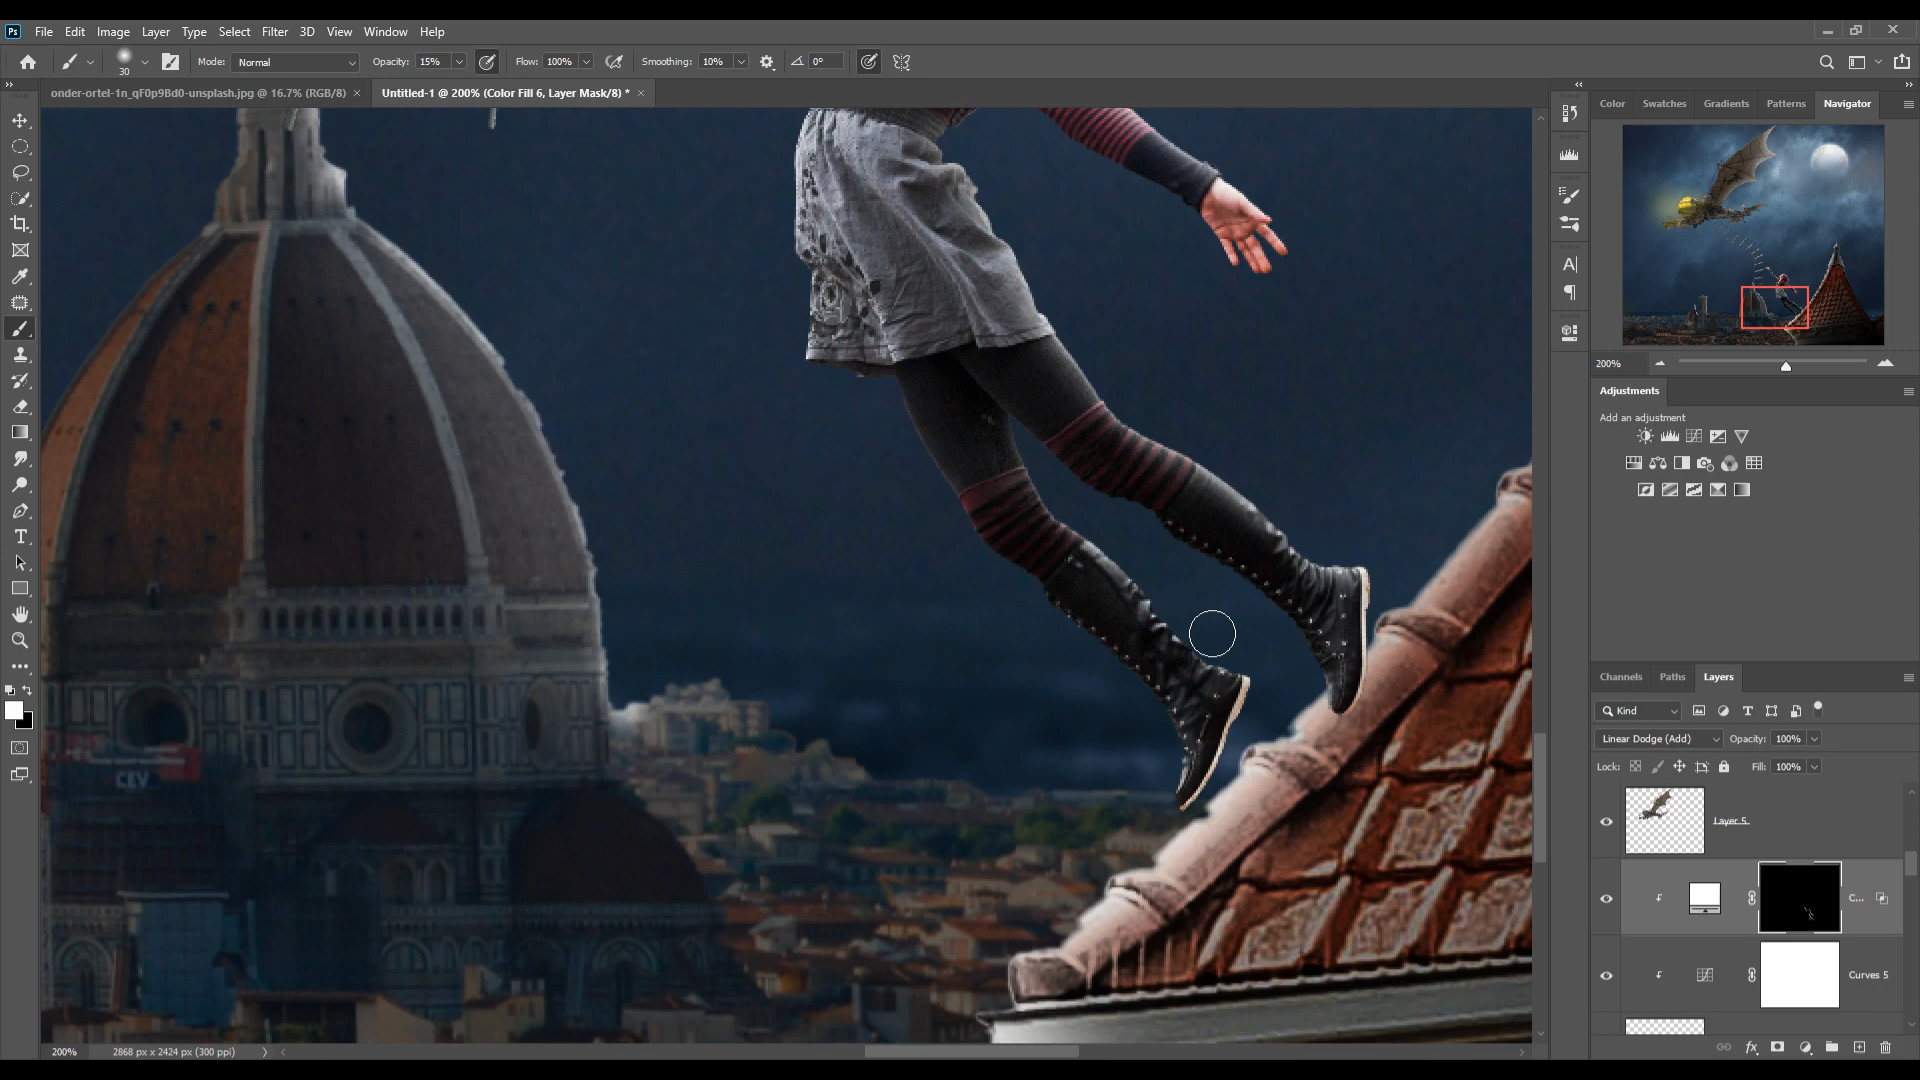 Ps File Edit Image Layer Type Select Filter 3D View Window Help
30 Mode: Normal Opacity: 15% Flow: 100% Smoothing: 10% 0°
onder-ortel-1n_qF0p9Bd0-unsplash.jpg @ 16.7% (RGB/8) × Untitled-1 @ 200% (Color Fill 6, Layer Mask/8) * ×
Color Swatches Gradients Patterns Navigator
200%
Adjustments
Add an adjustment
Channels Paths Layers
Kind
Linear Dodge (Add) Opacity: 100%
Lock: Fill: 100%
Layer 5
C...
Curves 5
CEV
200% 2868 px x 2424 px (300 ppi)